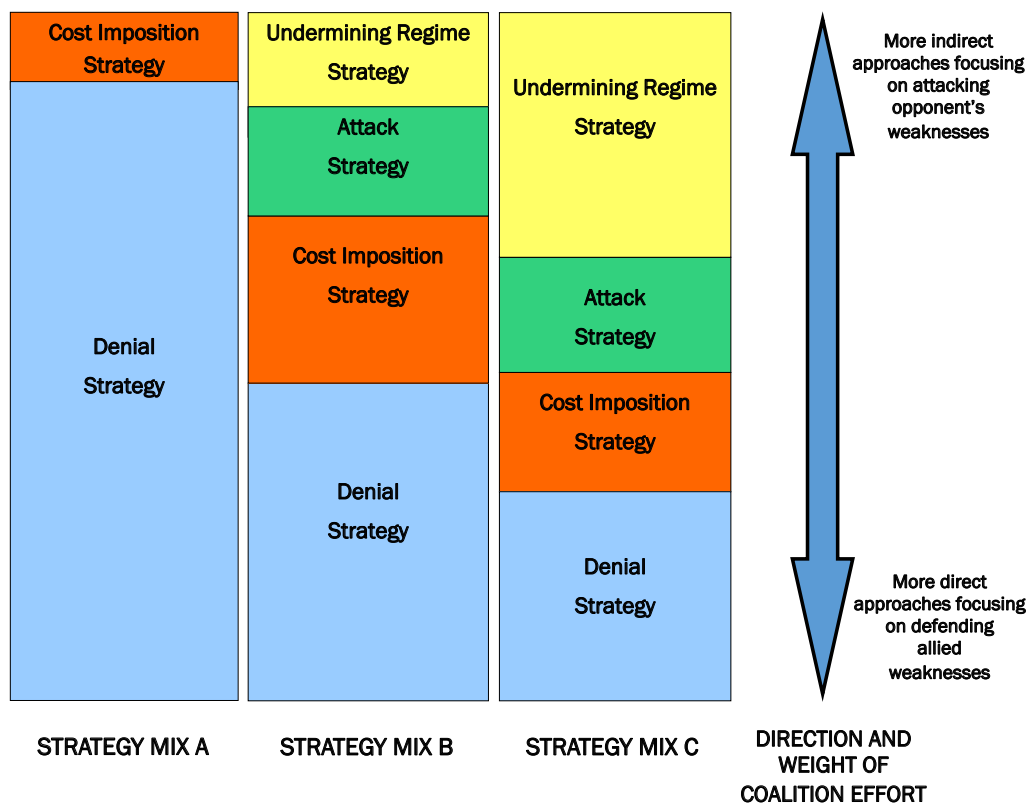 Cost Imposition
Strategy
Denial
Strategy
STRATEGY MIX A
Undermining Regime
Strategy
Attack
Strategy
Cost Imposition
Strategy
Denial
Strategy
STRATEGY MIX B
Undermining Regime
Strategy
Attack
Strategy
Cost Imposition
Strategy
Denial
Strategy
STRATEGY MIX C
More indirect
approaches focusing
on attacking
opponent's
weaknesses
More direct
approaches focusing
on defending
allied
weaknesses
DIRECTION AND
WEIGHT OF
COALITION EFFORT